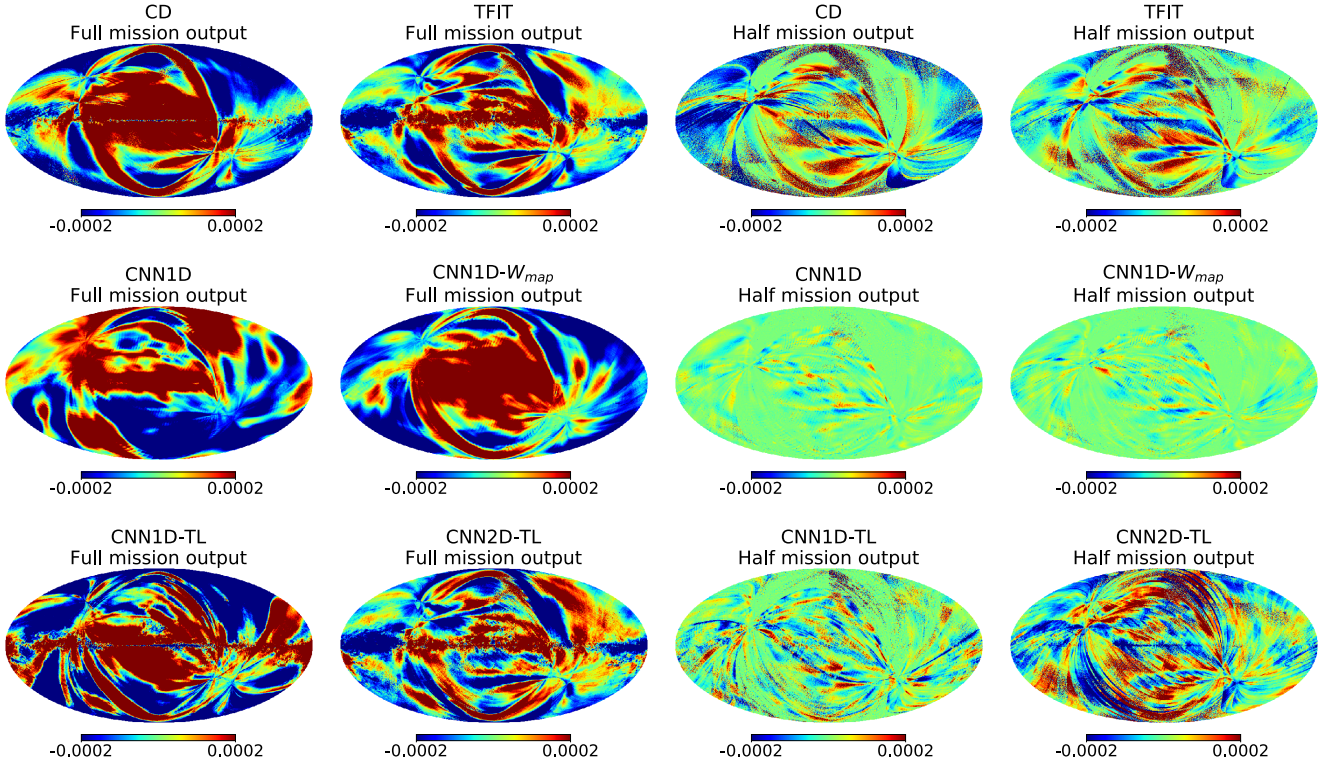 CD
Full mission output
TFIT
Full mission output
CD
Half mission output
TFIT
Half mission output
-0.0002 0.0002
-0.0002 0.0002
-0.0002 0.0002
-0.0002 0.0002
CNN1D
Full mission output
CNN1D-Wmap
Full mission output
CNN1D
Half mission output
CNN1D-Wmap
Half mission output
-0.0002 0.0002
-0.0002 0.0002
-0.0002 0.0002
-0.0002 0.0002
CNN1D-TL
Full mission output
CNN2D-TL
Full mission output
CNN1D-TL
Half mission output
CNN2D-TL
Half mission output
-0.0002 0.0002
-0.0002 0.0002
-0.0002 0.0002
-0.0002 0.0002